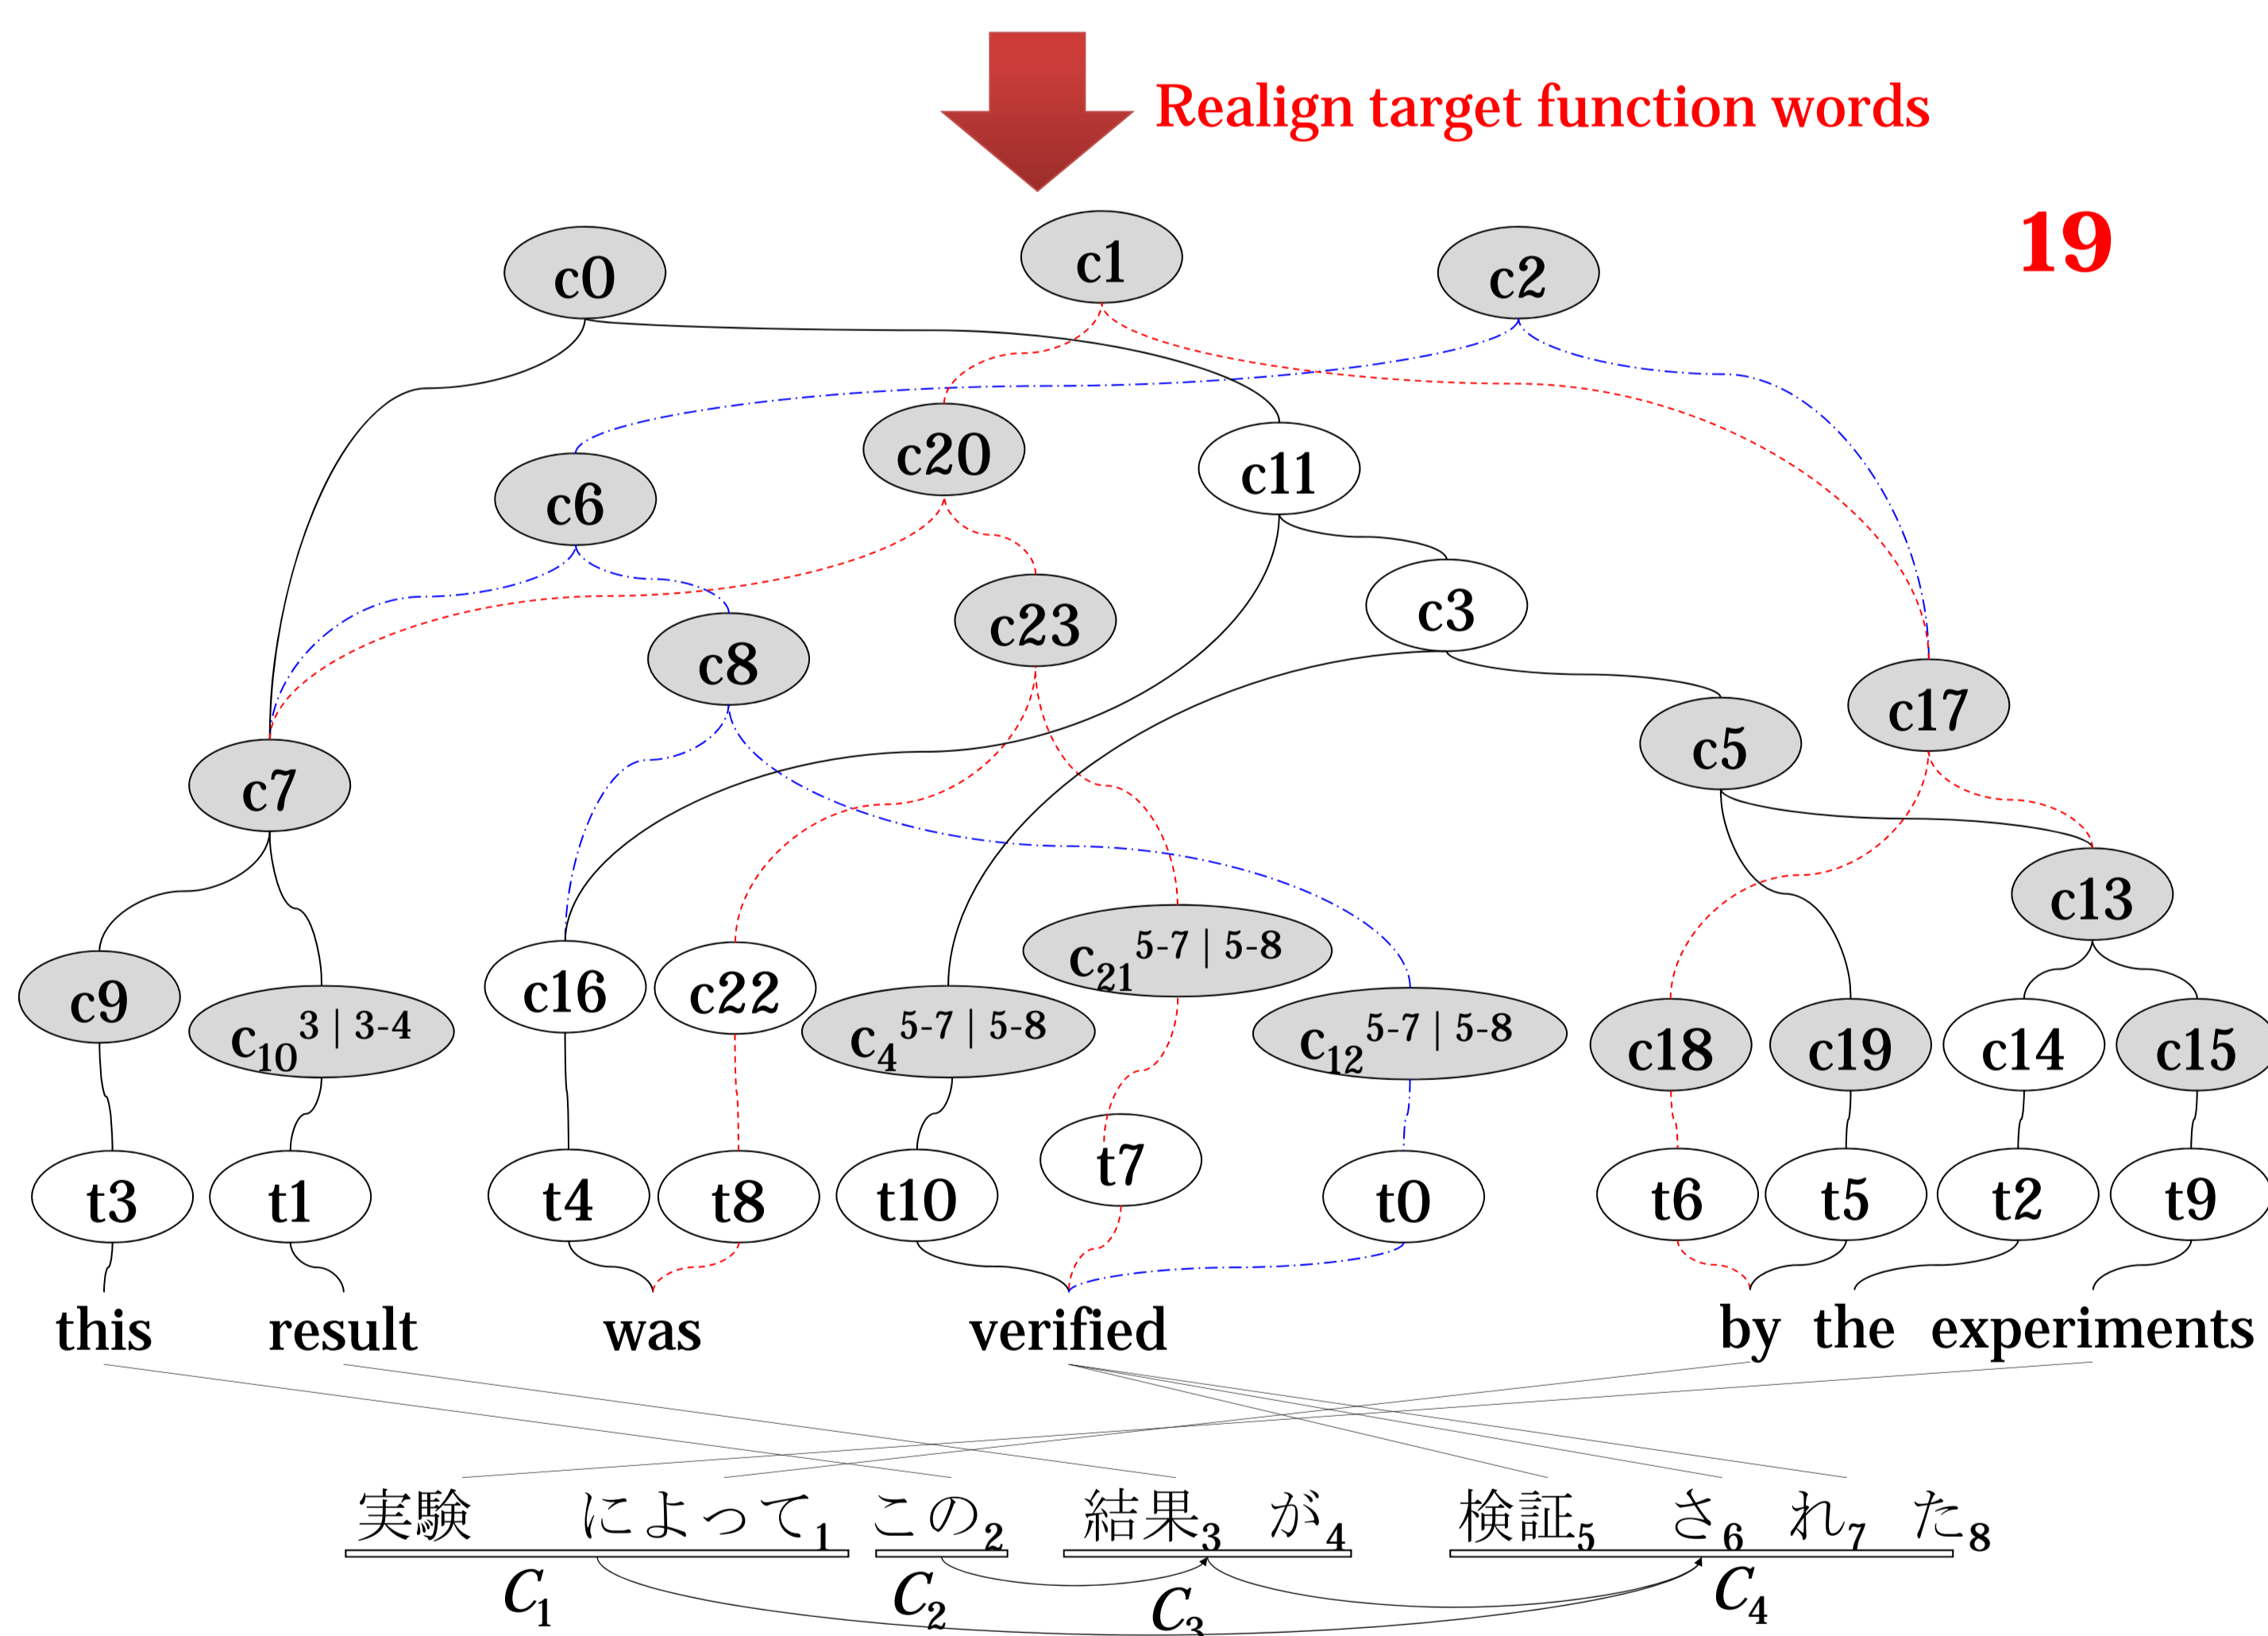 Realign target function words
19
c0 c1 c2
c20
c11
c6
c23
c3
c8
c17
c5
c7
c13
c9 c10 3 | 3-4 c16 c22 c4 5-7 | 5-8 c21 5-7 | 5-8 c12 5-7 | 5-8 c18 c19 c14 c15
t3 t1 t4 t8 t10 t7 t0 t6 t5 t2 t9
this result was verified by the experiments
実験 によって1 この2 結果3 が4 検証5 さ6 れ7 た8
C1 C2 C3 C4